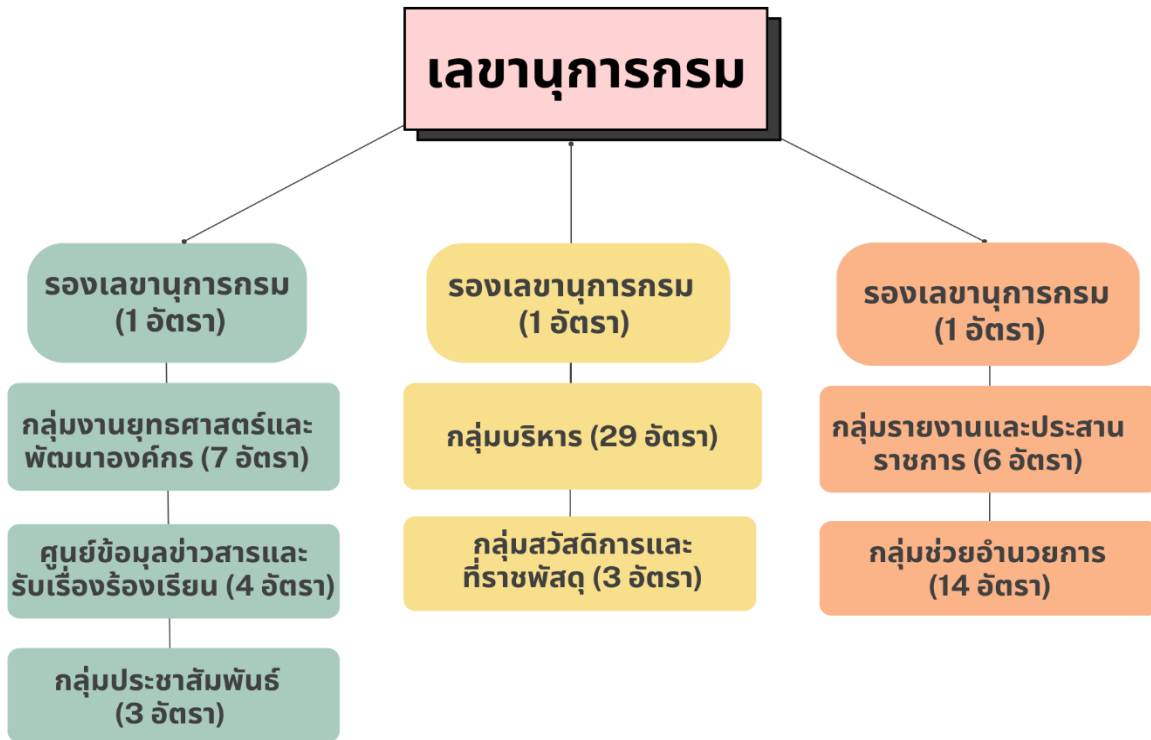 เลขานุการกรม
รองเลขานุการกรม
(1 อัตรา)
กลุ่มงานยุทธศาสตร์และ
พัฒนาองค์กร (7 อัตรา)
ศูนย์ข้อมูลข่าวสารและ
รับเรื่องร้องเรียน (4 อัตรา)
กลุ่มประชาสัมพันธ์
(3 อัตรา)
รองเลขานุการกรม
(1 อัตรา)
กลุ่มบริหาร (29 อัตรา)
กลุ่มสวัสดิการและ
ที่ราชพัสดุ (3 อัตรา)
รองเลขานุการกรม
(1 อัตรา)
กลุ่มรายงานและประสาน
ราชการ (6 อัตรา)
กลุ่มช่วยอำนวยการ
(14 อัตรา)